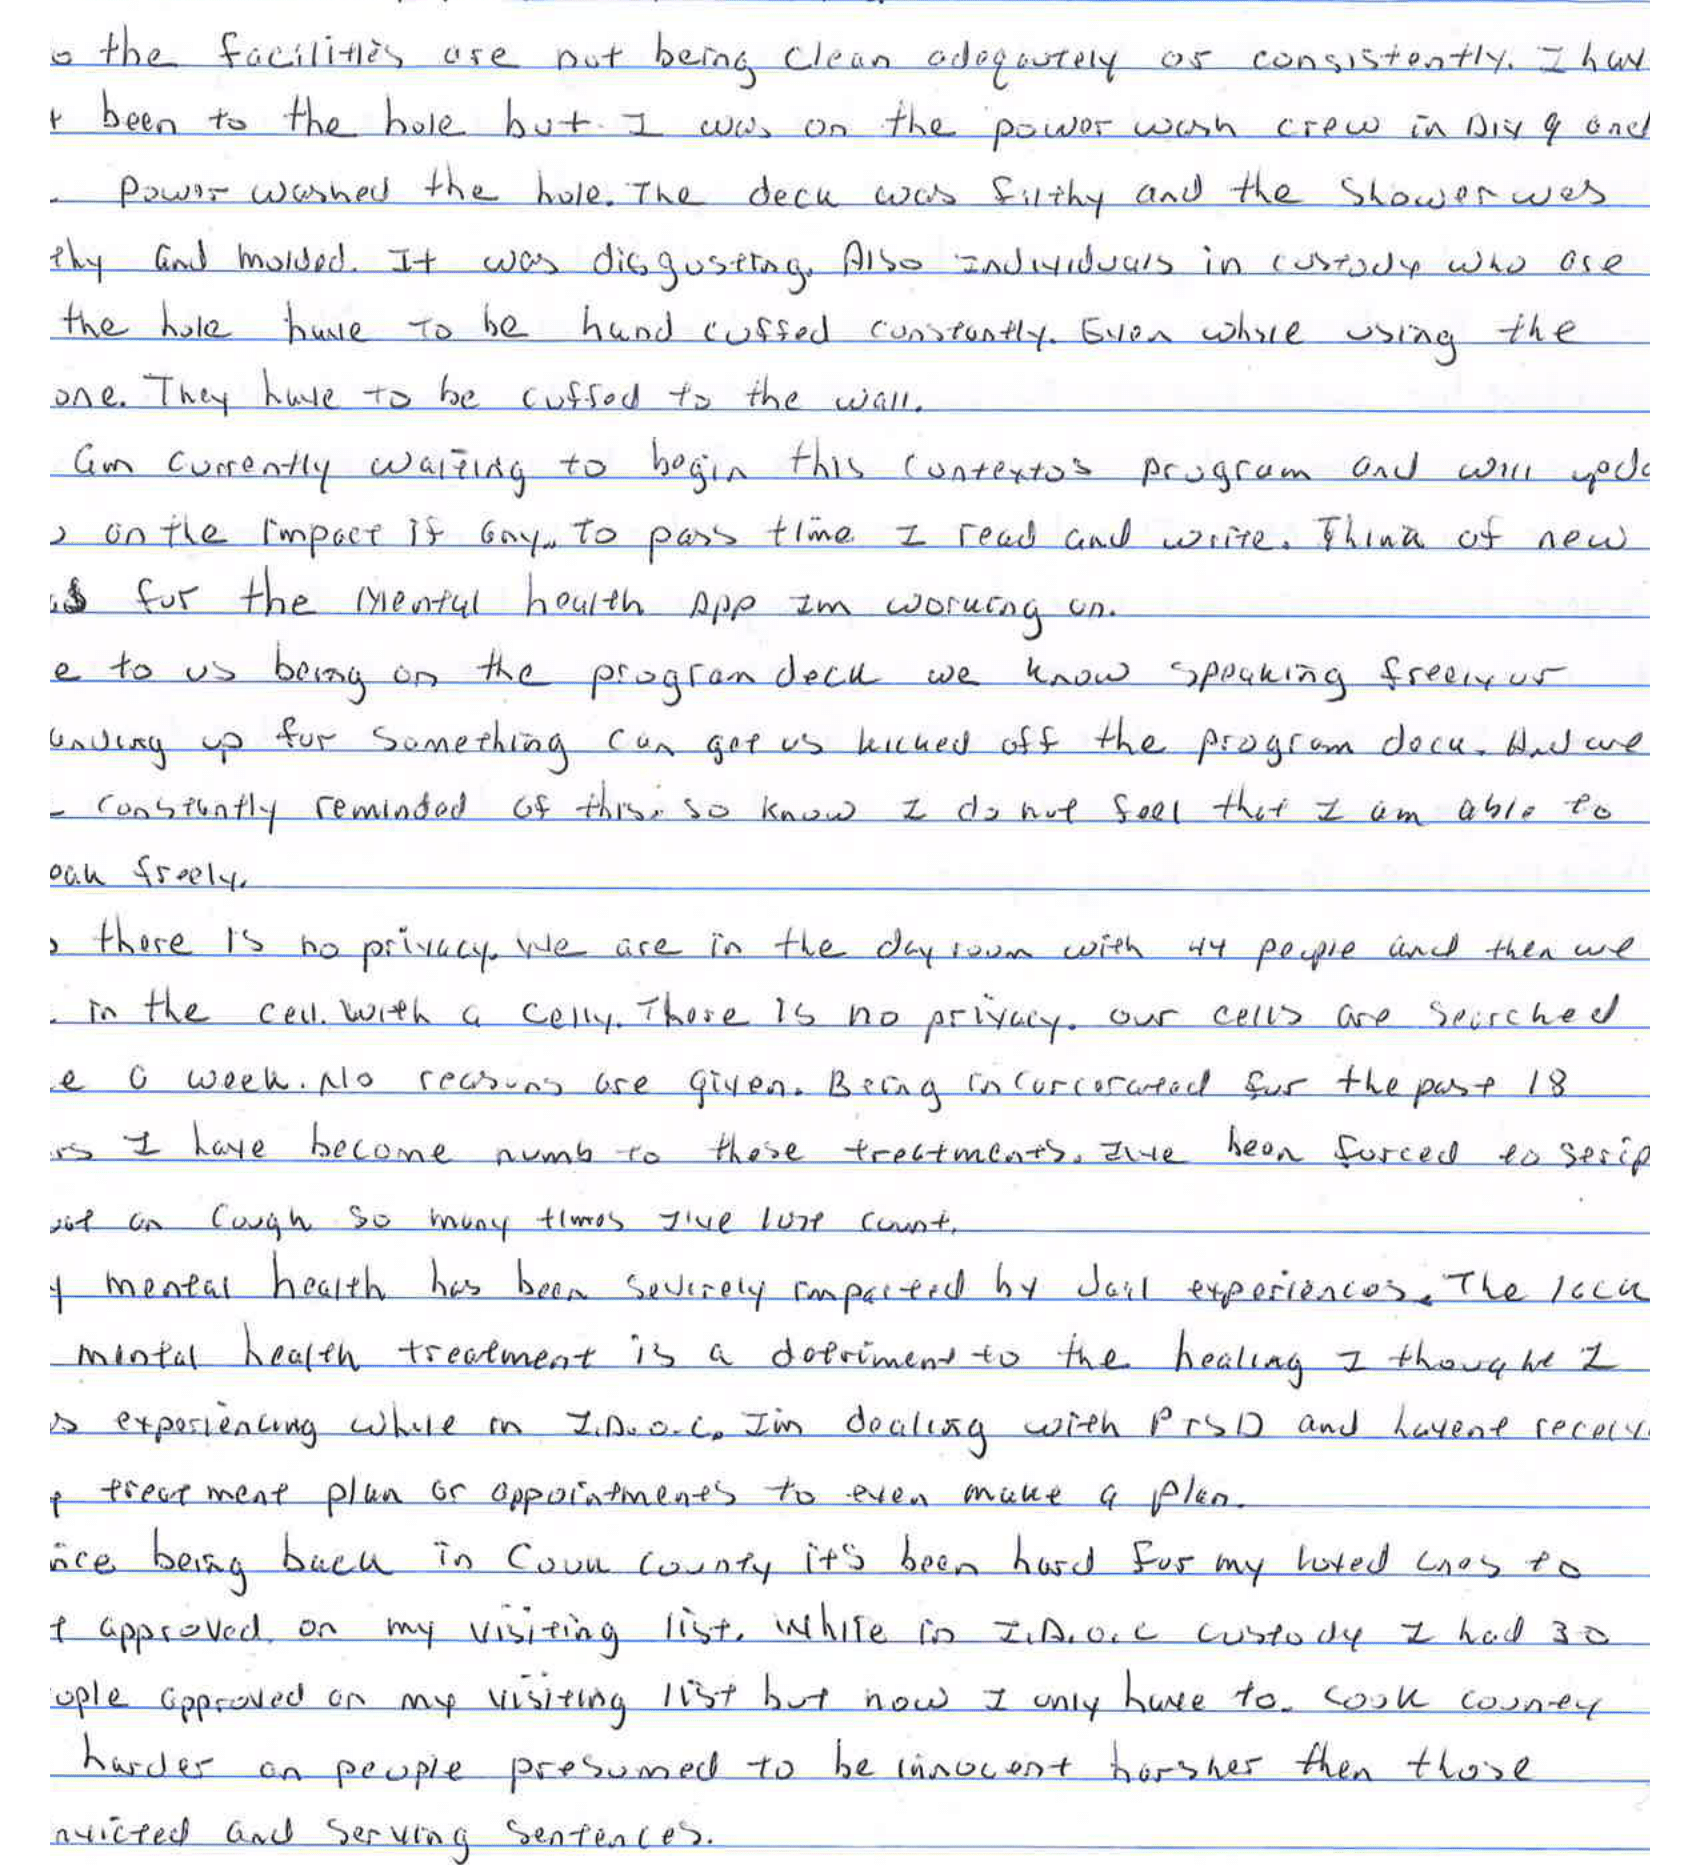 o the facilities are not being clean adeqautely or consistently. I hav
t been to the hole but I was on the power wash crew in Div 9 and
Power washed the hole. The deck was filthy and the shower was
thy and molded. It was disgusting. Also individuals in custody who are
the hole have to be hand cuffed constantly. Even while using the
one. They have to be cuffed to the wall.
am currently waiting to begin this Contextos program and will upda
on the impact if any. To pass time I read and write. Think of new
s for the Mental health App Im working on.
e to us being on the program deck we know speaking freely or
anding up for something can get us kicked off the program deck. And we
constantly reminded of this. so know I do not feel that I am able to
eak freely.
o there is no privacy. We are in the day room with 44 people and then we
in the cell. with a celly. There is no privacy. our cells are searched
e a week. No reasons are given. Being incarcerated for the past 18
rs I have become numb to these treatments. I've been forced to strip
an cough so many times I've lost count.
y mental health has been severely impacted by Jail experiences. The lack
mental health treatment is a detriment to the healing I thought I
s experiencing while in I.D.O.C. I'm dealing with PTSD and havent receiv
treatment plan or appointments to even make a plan.
nce being back in Cook County it's been hard for my loved ones to
t approved on my visiting list. While in I.D.O.C custody I had 30
ople approved on my visiting list but now I only have to. Cook county
harder on people presumed to be innocent harsher then those
nvicted and serving sentences.